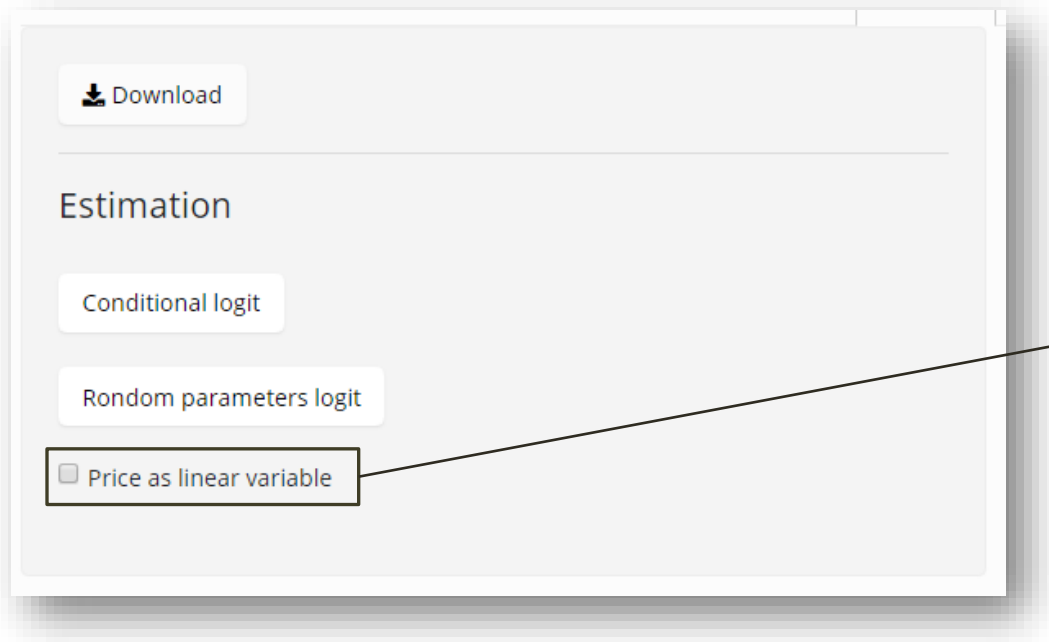 Download
Estimation
Conditional logit
Rondom parameters logit
Price as linear variable